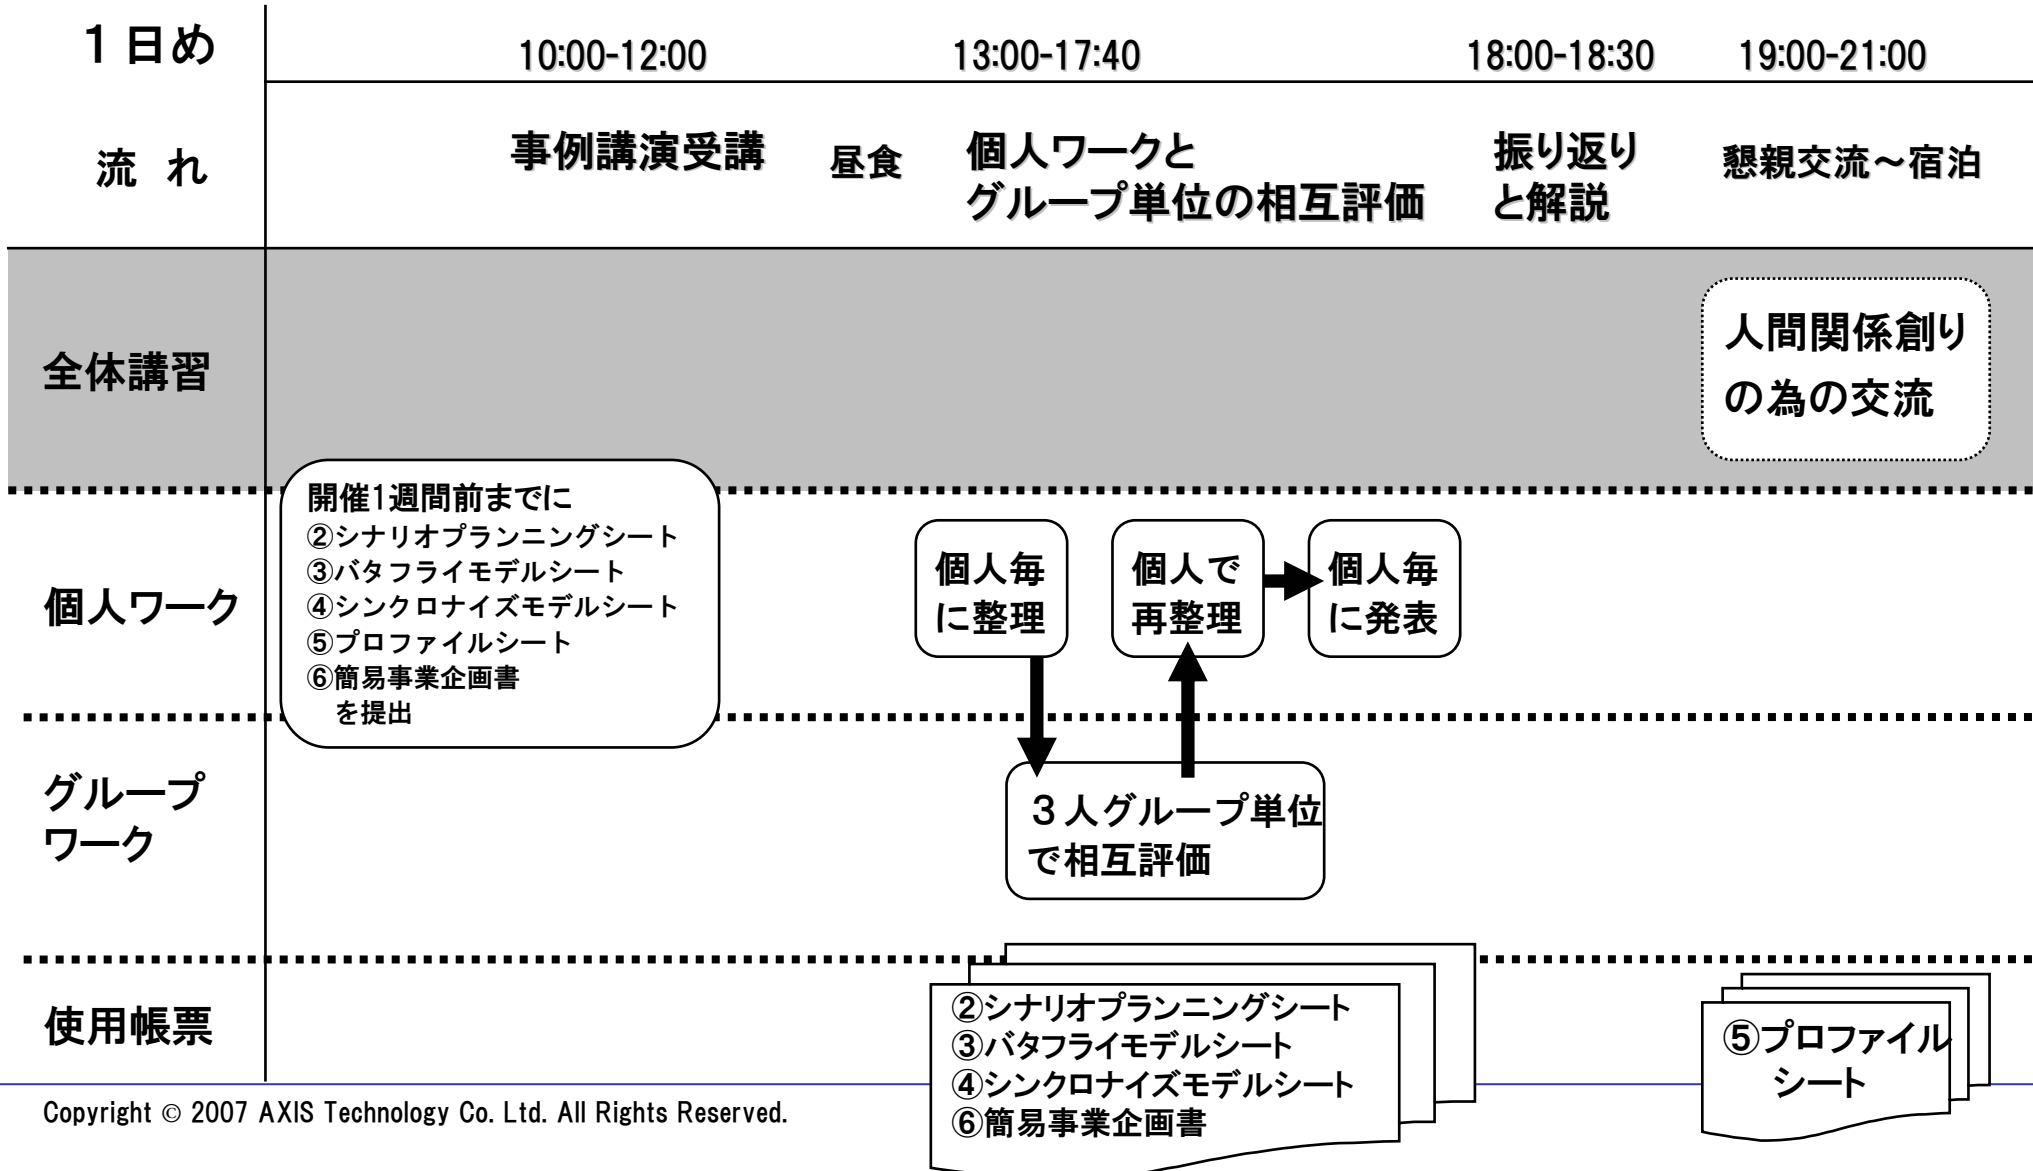 １日め
10:00-12:00
13:00-17:40
18:00-18:30
19:00-21:00
流 れ
事例講演受講
昼食
個人ワークと
グループ単位の相互評価
振り返り
と解説
懇親交流～宿泊
全体講習
人間関係創り
の為の交流
開催1週間前までに
②シナリオプランニングシート
③バタフライモデルシート
④シンクロナイズモデルシート
⑤プロファイルシート
⑥簡易事業企画書
を提出
個人ワーク
個人毎
に整理
個人で
再整理
個人毎
に発表
グループ
ワーク
３人グループ単位
で相互評価
使用帳票
②シナリオプランニングシート
③バタフライモデルシート
④シンクロナイズモデルシート
⑥簡易事業企画書
⑤プロファイル
シート
Copyright © 2007 AXIS Technology Co. Ltd. All Rights Reserved.